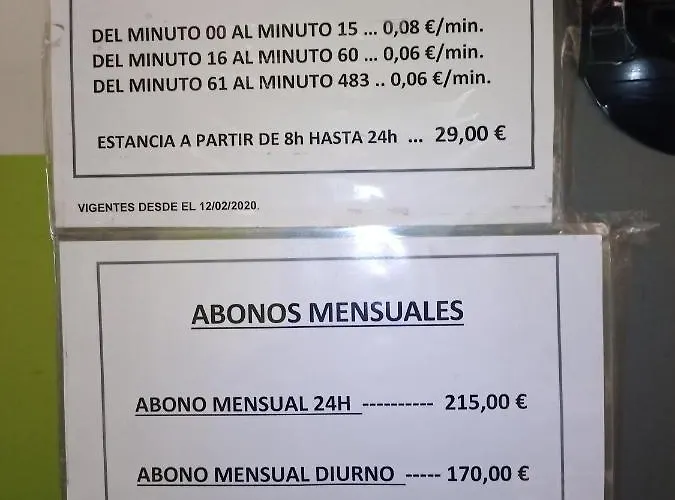 DEL MINUTO 00 AL MINUTO 15 ... 0,08 €/min.
DEL MINUTO 16 AL MINUTO 60 ... 0,06 €/min.
DEL MINUTO 61 AL MINUTO 483 .. 0,06 €/min.
ESTANCIA A PARTIR DE 8h HASTA 24h ... 29,00 €
VIGENTES DESDE EL 12/02/2020.
ABONOS MENSUALES
ABONO MENSUAL 24H ---------- 215,00 €
ABONO MENSUAL DIURNO ----- 170,00 €